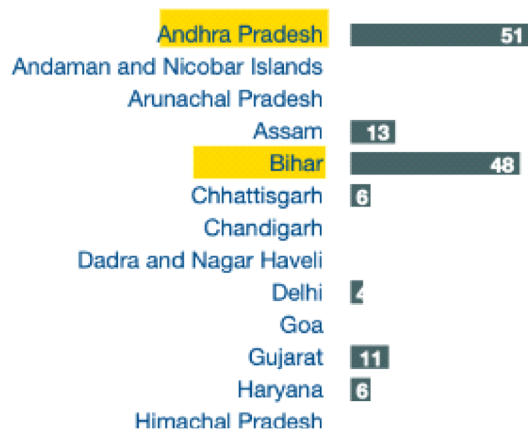 Andhra Pradesh 51
Andaman and Nicobar Islands
Arunachal Pradesh
Assam 13
Bihar 48
Chhattisgarh 6
Chandigarh
Dadra and Nagar Haveli
Delhi 4
Goa
Gujarat 11
Haryana 6
Himachal Pradesh